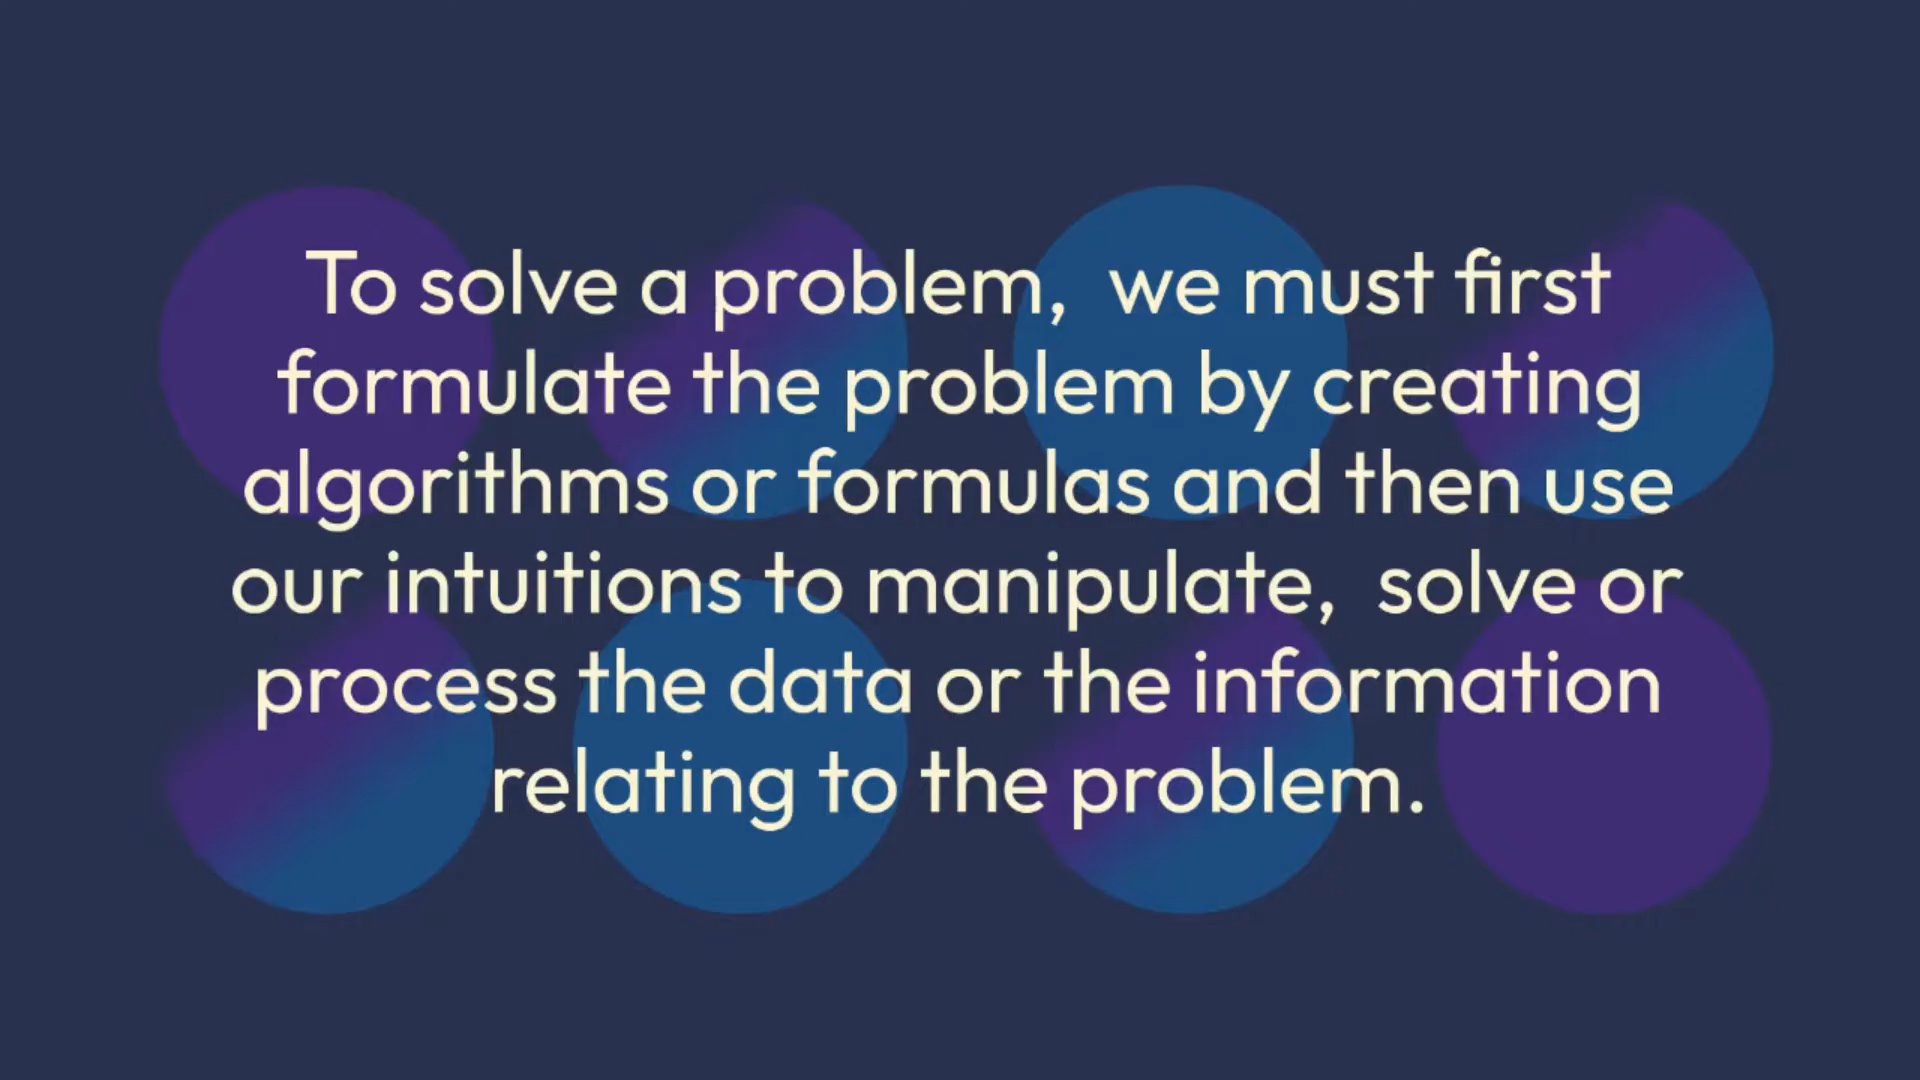 To solve a problem,  we must first
formulate the problem by creating
algorithms or formulas and then use
our intuitions to manipulate,  solve or
process the data or the information
relating to the problem.